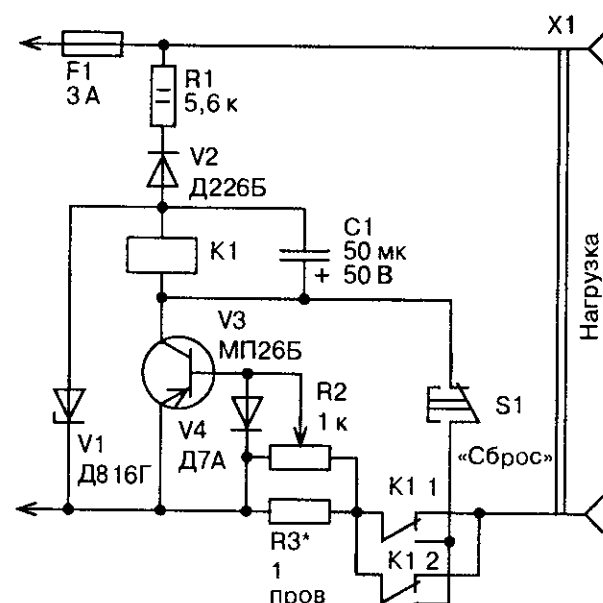 X1
F1
3 А
R1
5,6 к
V2
Д226Б
K1
C1
50 мк
+ 50 В
Нагрузка
V3
МП26Б
R2
1 к
V4
Д7А
V1
Д816Г
S1
«Сброс»
K1 1
R3*
1
пров
K1 2